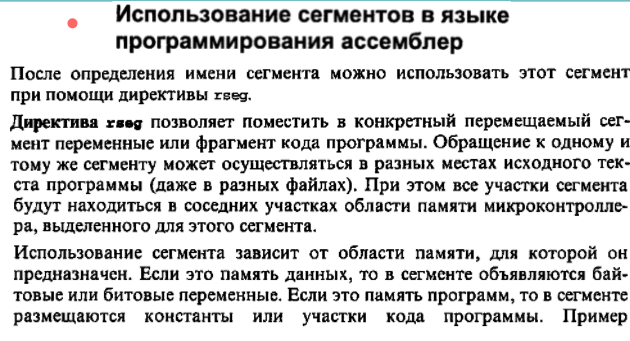 Использование сегментов в языке
программирования ассемблер
После определения имени сегмента можно использовать этот сегмент
при помощи директивы rseg.
Директива rseg позволяет поместить в конкретный перемещаемый сег-
мент переменные или фрагмент кода программы. Обращение к одному и
тому же сегменту может осуществляться в разных местах исходного тек-
ста программы (даже в разных файлах). При этом все участки сегмента
будут находиться в соседних участках области памяти микроконтролле-
ра, выделенного для этого сегмента.
Использование сегмента зависит от области памяти, для которой он
предназначен. Если это память данных, то в сегменте объявляются бай-
товые или битовые переменные. Если это память программ, то в сегменте
размещаются константы или участки кода программы. Пример